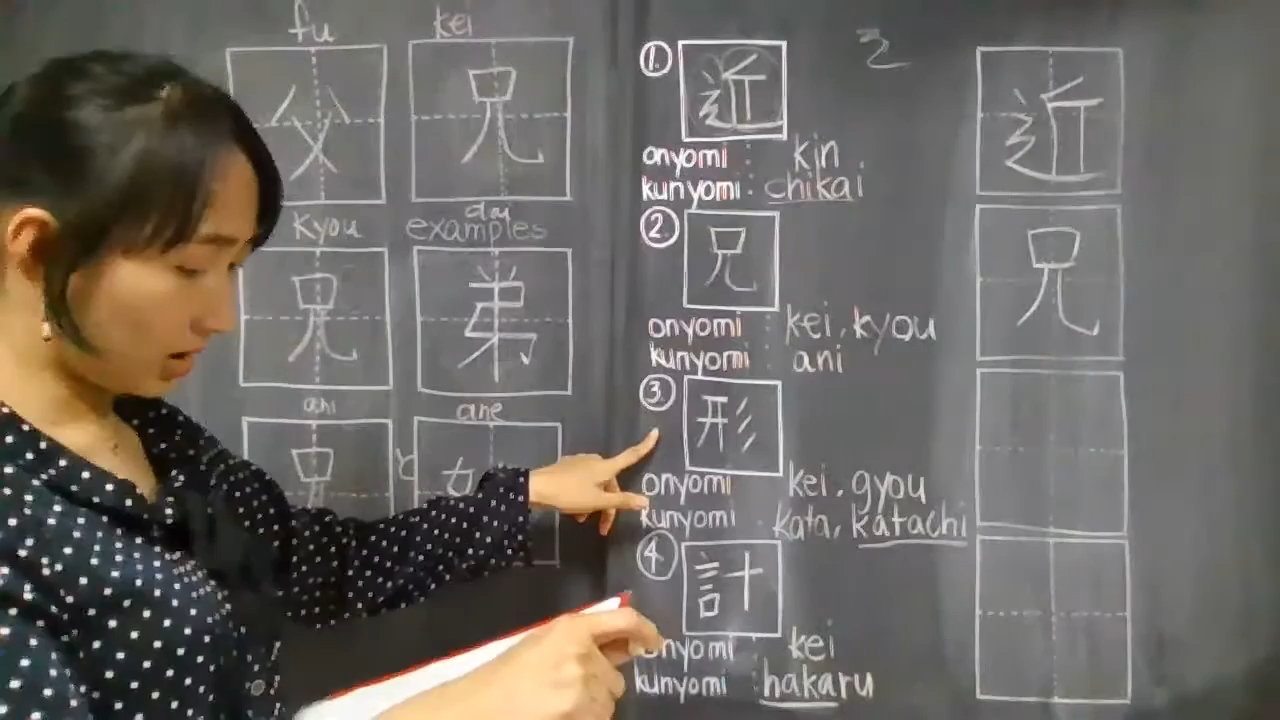 fu kei
父 兄
Kyou dai
examples
兄 弟
ani ane
兄
① 近
onyomi : kin
kunyomi : chikai
② 兄
onyomi : kei, kyou
kunyomi : ani
③ 形
onyomi kei, gyou
kunyomi kata, katachi
④ 計
onyomi : kei
kunyomi : hakaru
近
兄